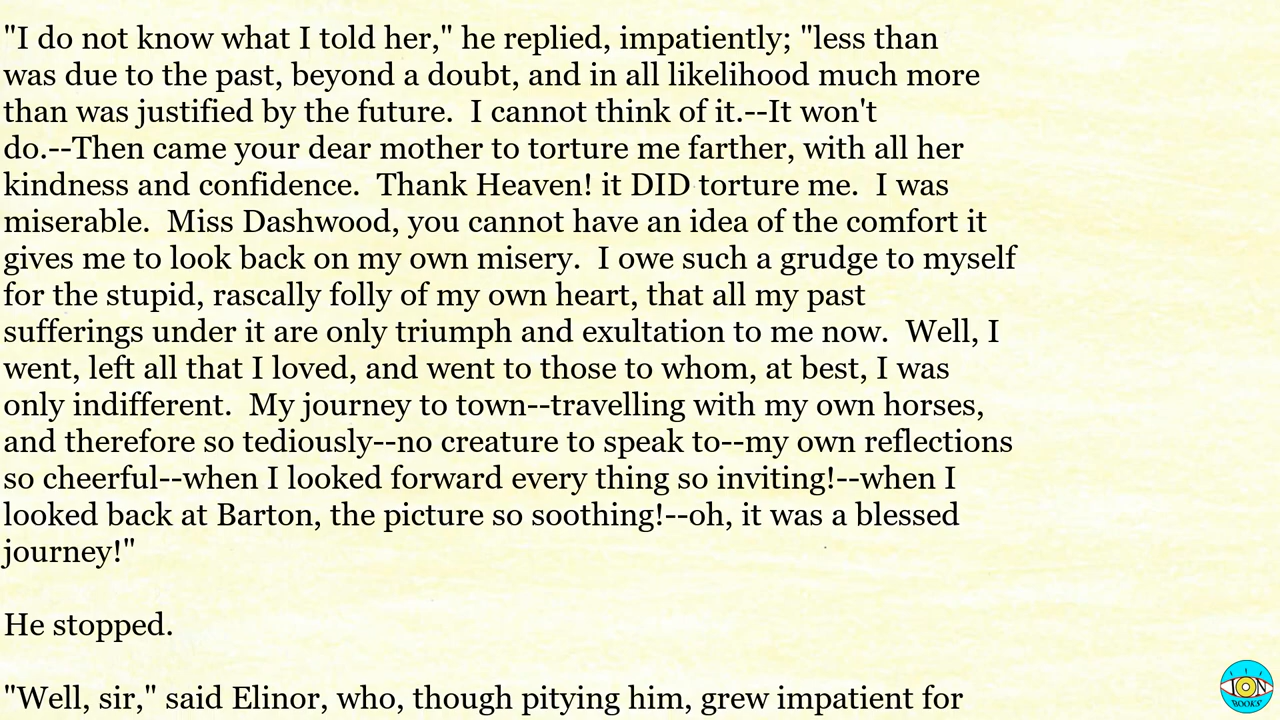 "I do not know what I told her," he replied, impatiently; "less than
was due to the past, beyond a doubt, and in all likelihood much more
than was justified by the future.  I cannot think of it.--It won't
do.--Then came your dear mother to torture me farther, with all her
kindness and confidence.  Thank Heaven! it DID torture me.  I was
miserable.  Miss Dashwood, you cannot have an idea of the comfort it
gives me to look back on my own misery.  I owe such a grudge to myself
for the stupid, rascally folly of my own heart, that all my past
sufferings under it are only triumph and exultation to me now.  Well, I
went, left all that I loved, and went to those to whom, at best, I was
only indifferent.  My journey to town--travelling with my own horses,
and therefore so tediously--no creature to speak to--my own reflections
so cheerful--when I looked forward every thing so inviting!--when I
looked back at Barton, the picture so soothing!--oh, it was a blessed
journey!"
He stopped.
"Well, sir," said Elinor, who, though pitying him, grew impatient for
ION
BOOKS